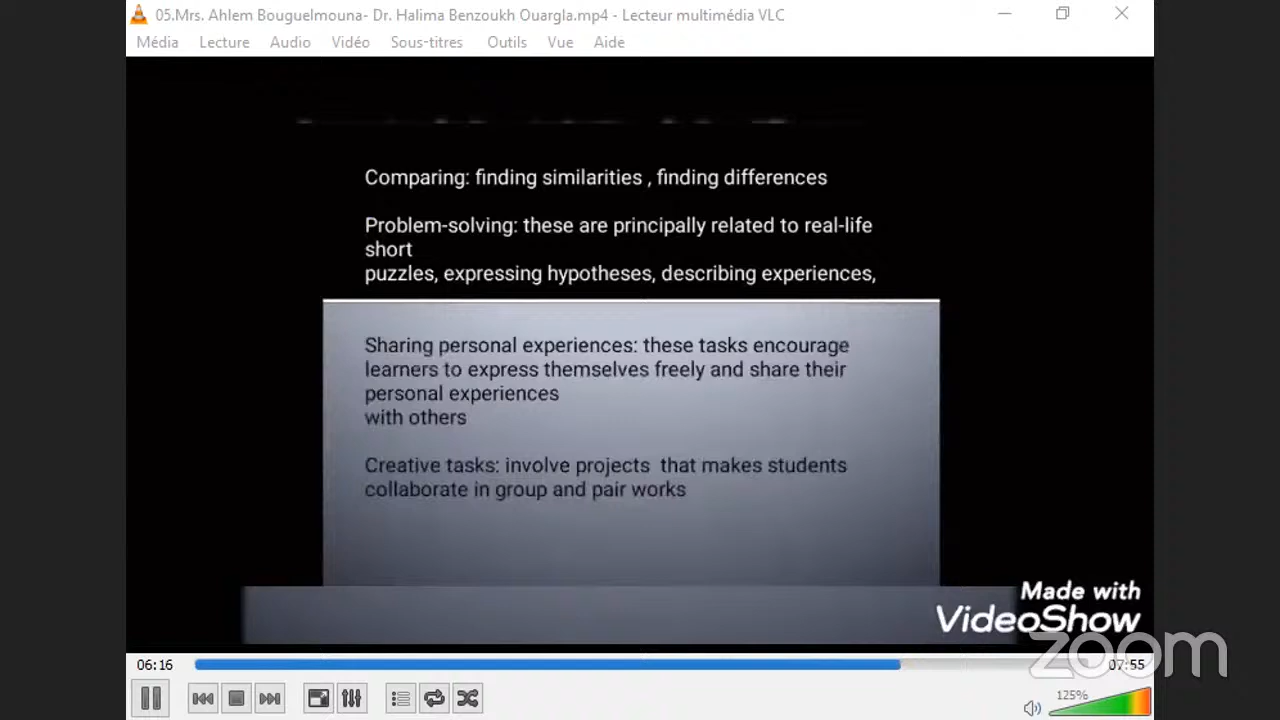 05.Mrs. Ahlem Bouguelmouna- Dr. Halima Benzoukh Ouargla.mp4 - Lecteur multimédia VLC
Média Lecture Audio Vidéo Sous-titres Outils Vue Aide
Comparing: finding similarities , finding differences
Problem-solving: these are principally related to real-life
short
puzzles, expressing hypotheses, describing experiences,
Sharing personal experiences: these tasks encourage
learners to express themselves freely and share their
personal experiences
with others
Creative tasks: involve projects  that makes students
collaborate in group and pair works
Made with
VideoShow
zoom
06:16
07:55
125%